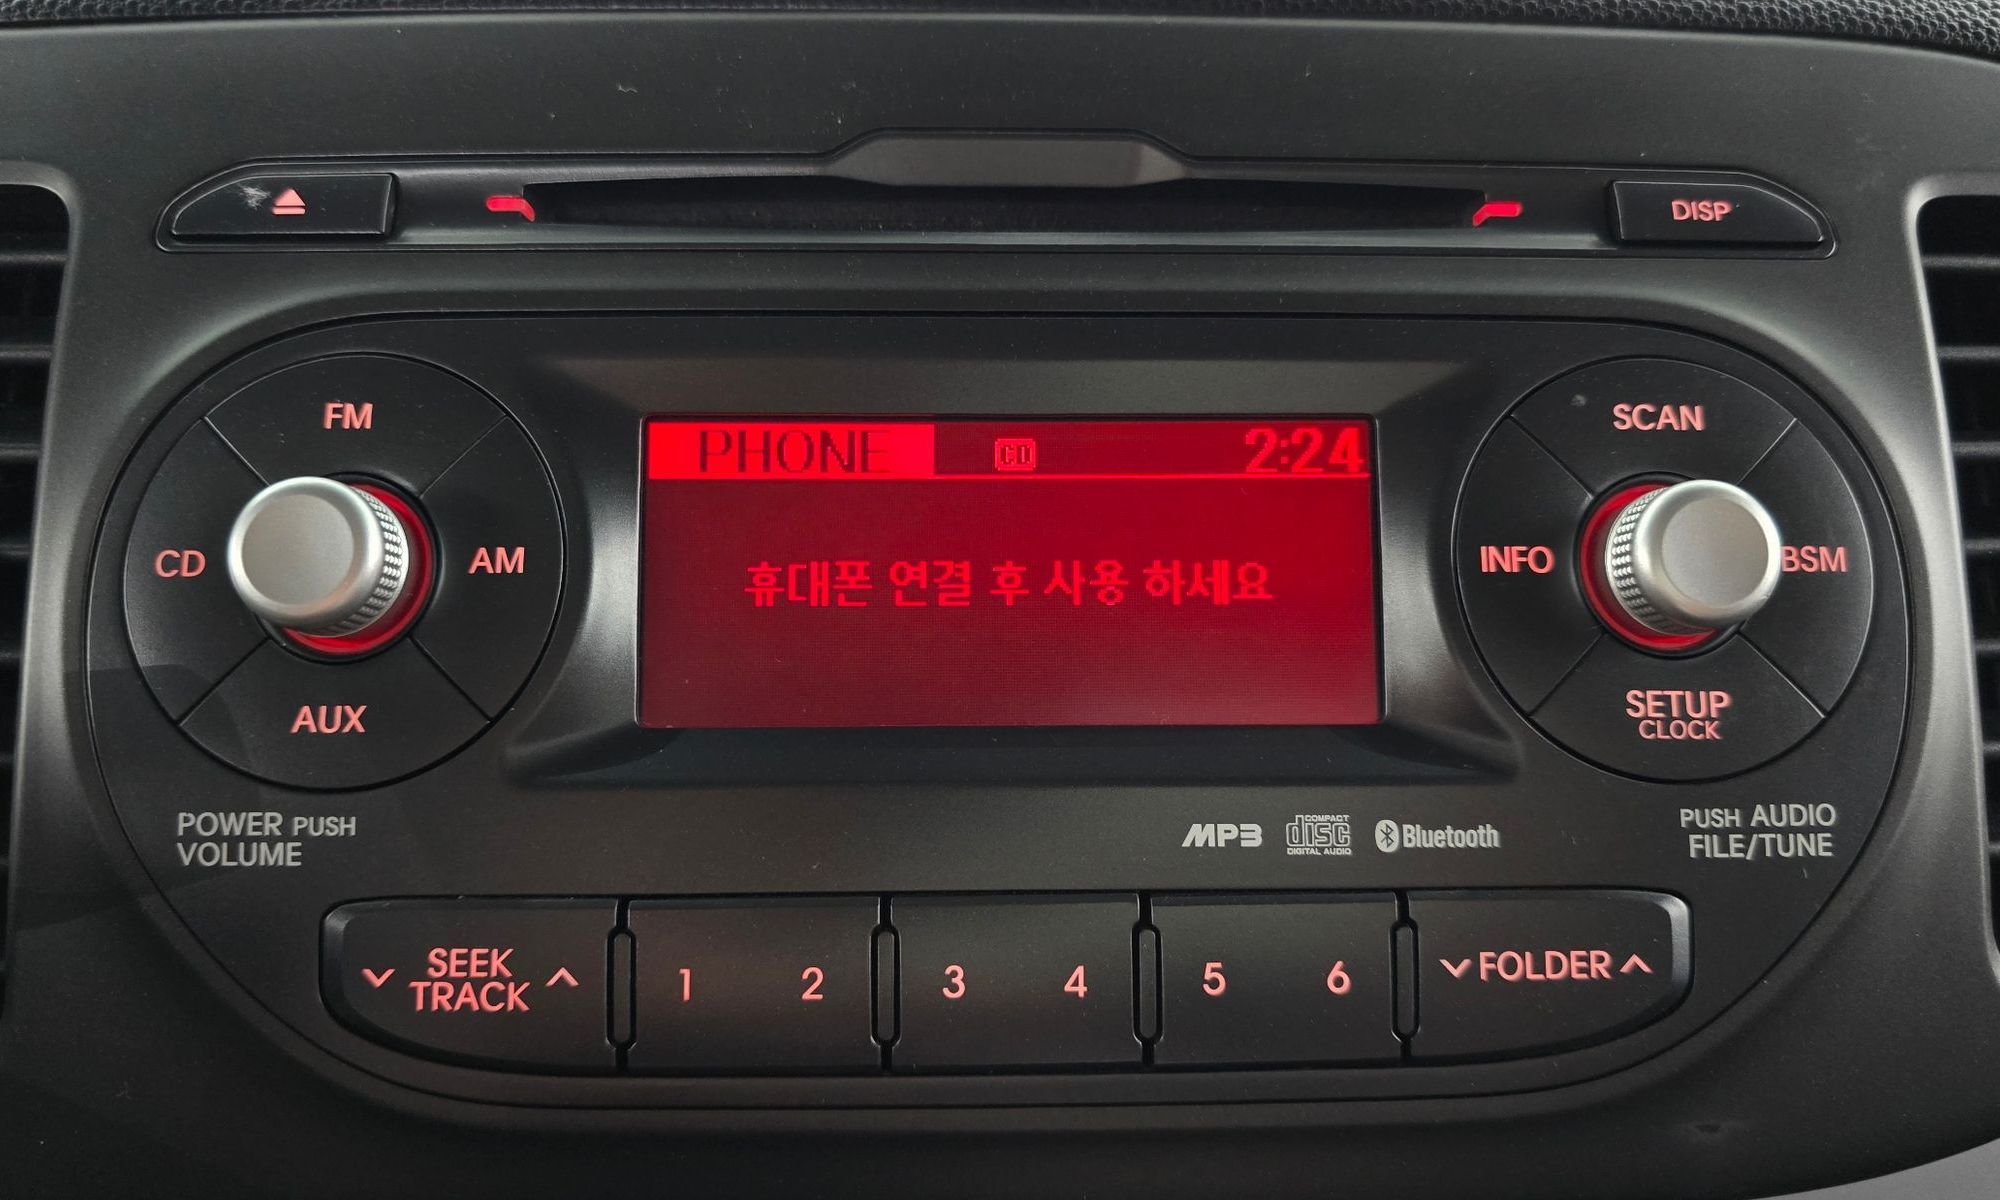 DISP
FM
CD
AM
AUX
PHONE CD 2:24
휴대폰 연결 후 사용 하세요
SCAN
INFO
BSM
SETUP
CLOCK
POWER PUSH
VOLUME
MP3 COMPACT disc DIGITAL AUDIO Bluetooth
PUSH AUDIO
FILE/TUNE
SEEK
TRACK
1 2 3 4 5 6
FOLDER